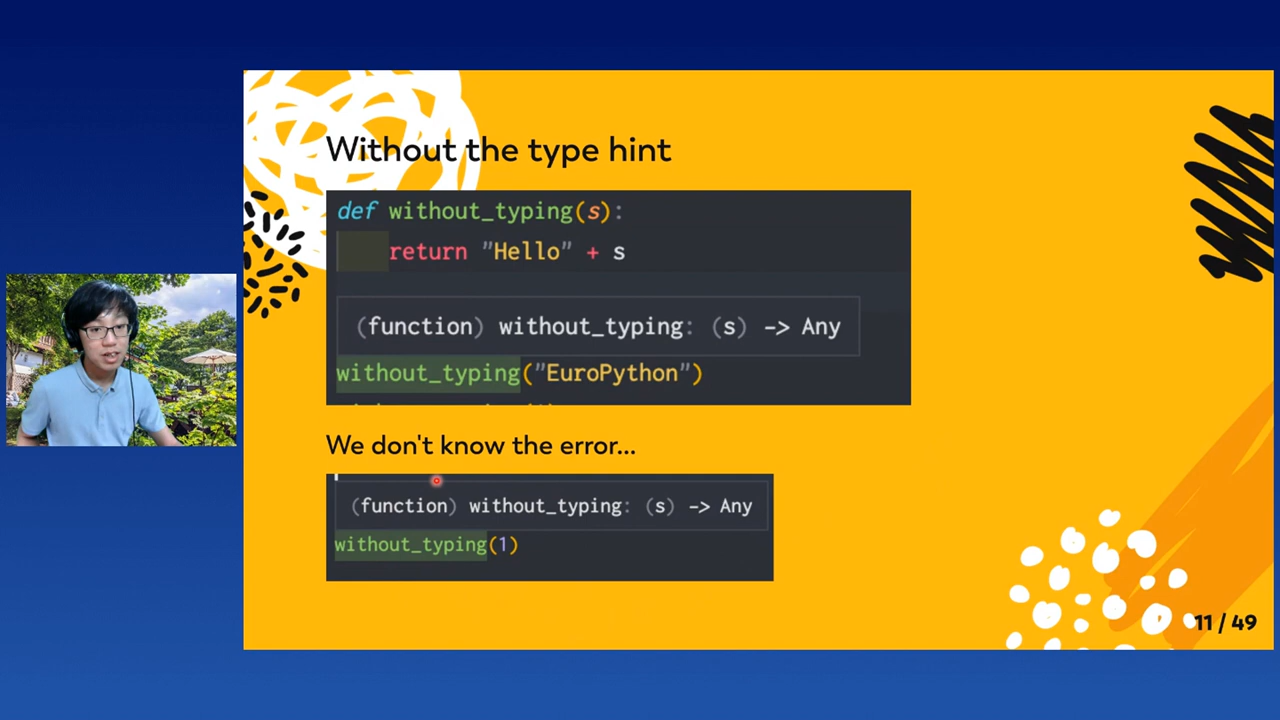 Without the type hint
def without_typing(s):
return "Hello" + s
(function) without_typing: (s) -> Any
without_typing("EuroPython")
We don't know the error...
(function) without_typing: (s) -> Any
without_typing(1)
11 / 49